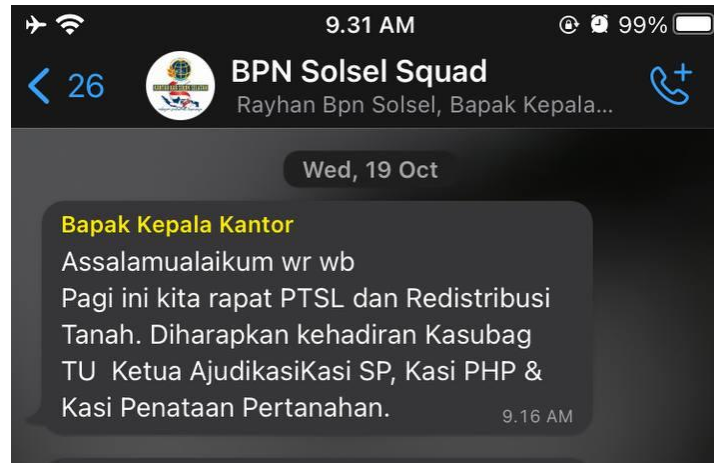 9.31 AM
99%
26
BPN Solsel Squad
Rayhan Bpn Solsel, Bapak Kepala...
Wed, 19 Oct
Bapak Kepala Kantor
Assalamualaikum wr wb
Pagi ini kita rapat PTSL dan Redistribusi
Tanah. Diharapkan kehadiran Kasubag
TU  Ketua AjudikasiKasi SP, Kasi PHP &
Kasi Penataan Pertanahan.
9.16 AM